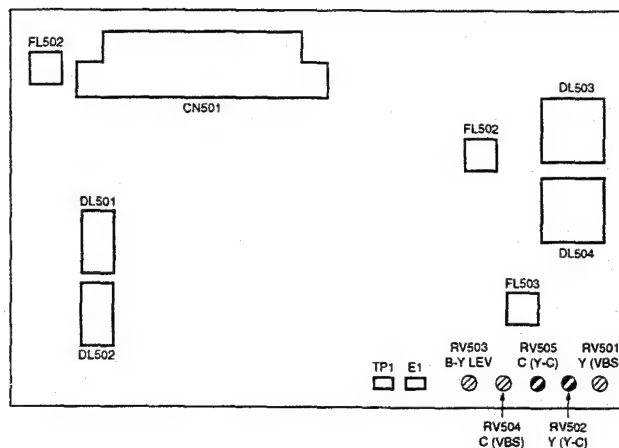 FL502
CN501
DL503
FL502
DL501
DL504
FL503
DL502
TP1
E1
RV503
B-Y LEV
RV505
C (Y-C)
RV501
Y (VBS
RV504
C (VBS)
RV502
Y (Y-C)